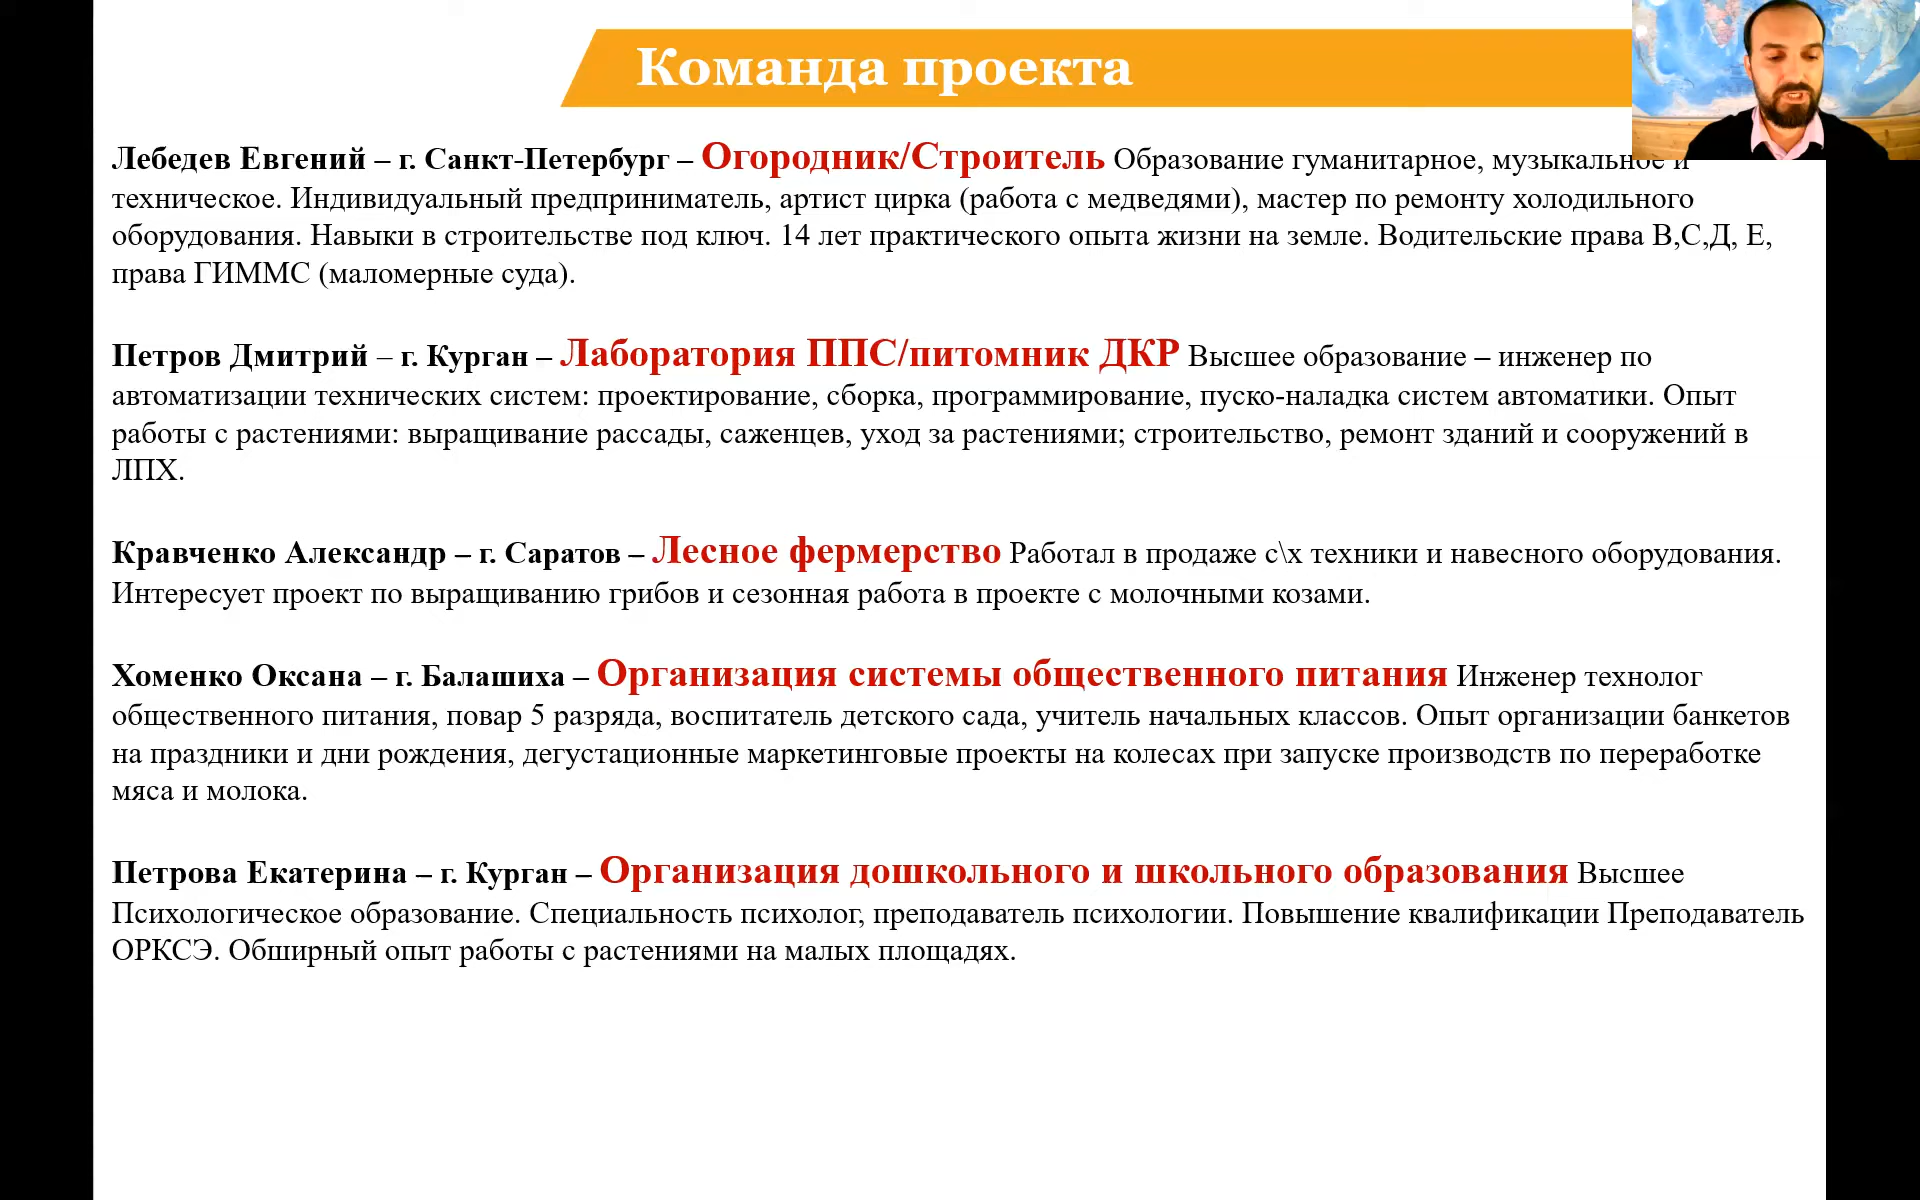 Команда проекта
Лебедев Евгений – г. Санкт-Петербург – Огородник/Строитель Образование гуманитарное, музыкальное и
техническое. Индивидуальный предприниматель, артист цирка (работа с медведями), мастер по ремонту холодильного
оборудования. Навыки в строительстве под ключ. 14 лет практического опыта жизни на земле. Водительские права В,С,Д, Е,
права ГИММС (маломерные суда).
Петров Дмитрий – г. Курган – Лаборатория ППС/питомник ДКР Высшее образование – инженер по
автоматизации технических систем: проектирование, сборка, программирование, пуско-наладка систем автоматики. Опыт
работы с растениями: выращивание рассады, саженцев, уход за растениями; строительство, ремонт зданий и сооружений в
ЛПХ.
Кравченко Александр – г. Саратов – Лесное фермерство Работал в продаже с\х техники и навесного оборудования.
Интересует проект по выращиванию грибов и сезонная работа в проекте с молочными козами.
Хоменко Оксана – г. Балашиха – Организация системы общественного питания Инженер технолог
общественного питания, повар 5 разряда, воспитатель детского сада, учитель начальных классов. Опыт организации банкетов
на праздники и дни рождения, дегустационные маркетинговые проекты на колесах при запуске производств по переработке
мяса и молока.
Петрова Екатерина – г. Курган – Организация дошкольного и школьного образования Высшее
Психологическое образование. Специальность психолог, преподаватель психологии. Повышение квалификации Преподаватель
ОРКСЭ. Обширный опыт работы с растениями на малых площадях.